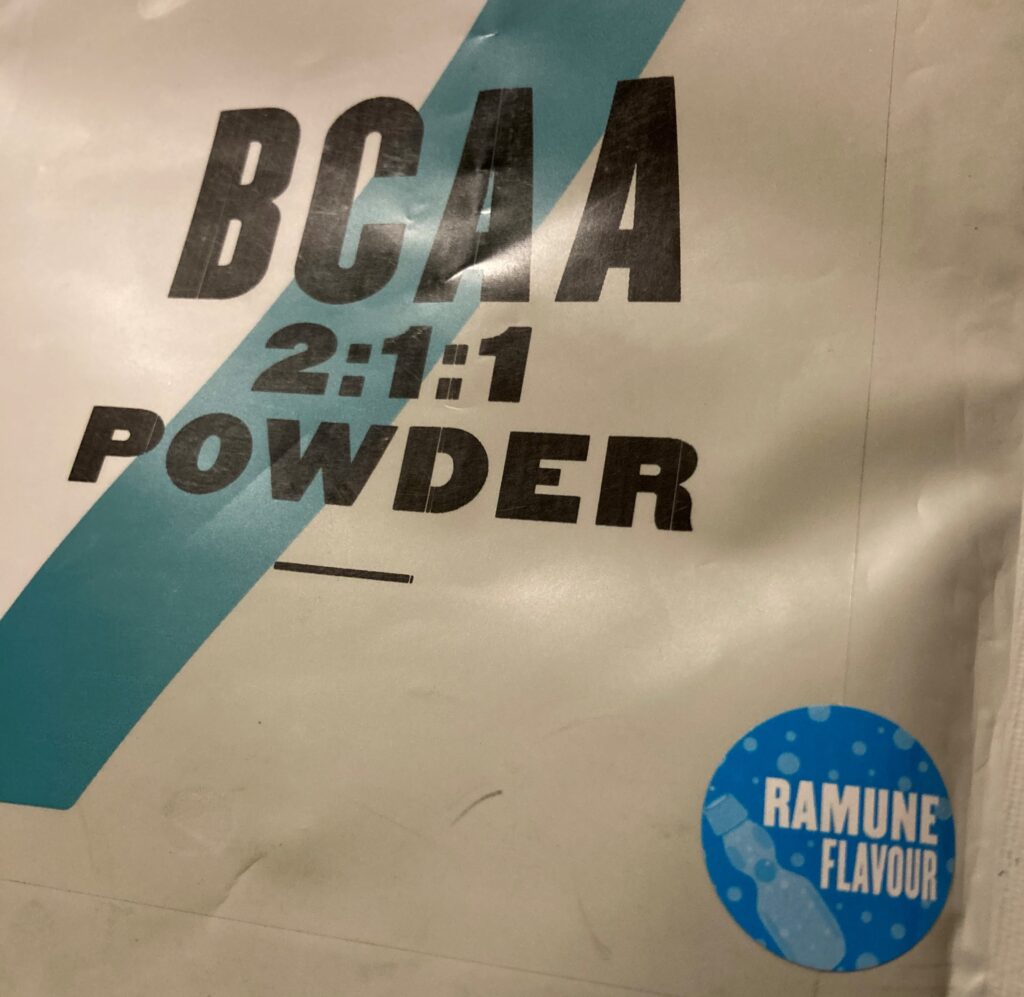 BCAA
2:1:1
POWDER
RAMUNE
FLAVOUR